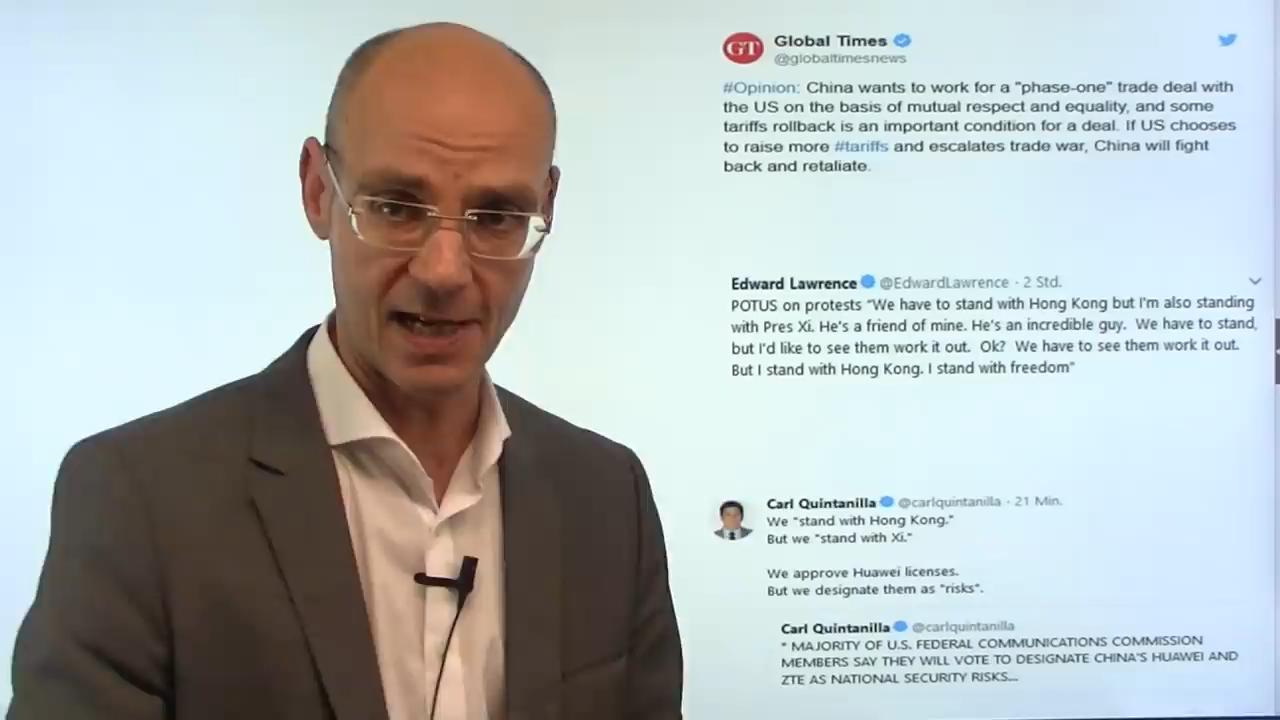 GT
Global Times
@globaltimesnews
#Opinion: China wants to work for a "phase-one" trade deal with
the US on the basis of mutual respect and equality, and some
tariffs rollback is an important condition for a deal. If US chooses
to raise more #tariffs and escalates trade war, China will fight
back and retaliate.
Edward Lawrence @EdwardLawrence · 2 Std.
POTUS on protests "We have to stand with Hong Kong but I'm also standing
with Pres Xi. He's a friend of mine. He's an incredible guy. We have to stand,
but I'd like to see them work it out. Ok? We have to see them work it out.
But I stand with Hong Kong. I stand with freedom"
Carl Quintanilla @carlquintanilla · 21 Min.
We "stand with Hong Kong."
But we "stand with Xi."
We approve Huawei licenses.
But we designate them as "risks".
Carl Quintanilla @carlquintanilla
* MAJORITY OF U.S. FEDERAL COMMUNICATIONS COMMISSION
MEMBERS SAY THEY WILL VOTE TO DESIGNATE CHINA'S HUAWEI AND
ZTE AS NATIONAL SECURITY RISKS...